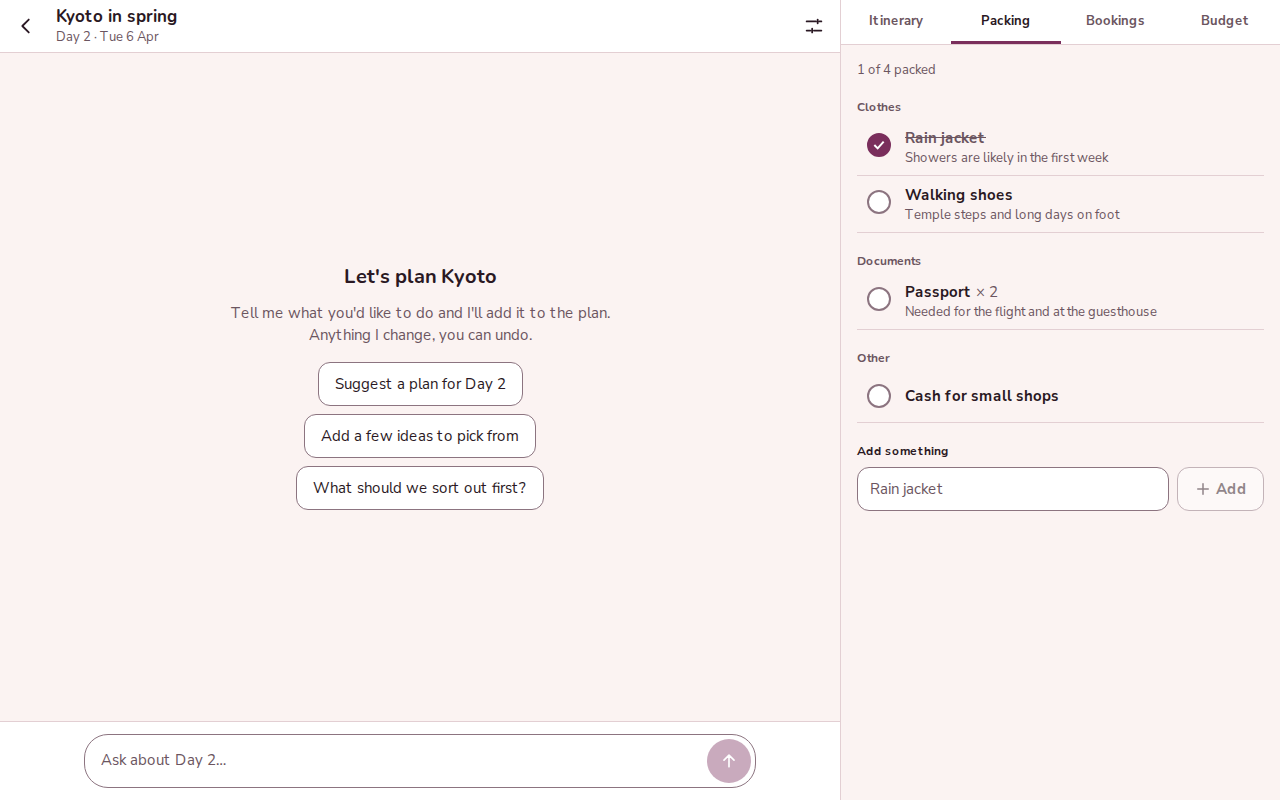 Kyoto in spring
Day 2 · Tue 6 Apr
Let's plan Kyoto
Tell me what you'd like to do and I'll add it to the plan.
Anything I change, you can undo.
Suggest a plan for Day 2
Add a few ideas to pick from
What should we sort out first?
Ask about Day 2…
Itinerary
Packing
Bookings
Budget
1 of 4 packed
Clothes
Rain jacket
Showers are likely in the first week
Walking shoes
Temple steps and long days on foot
Documents
Passport × 2
Needed for the flight and at the guesthouse
Other
Cash for small shops
Add something
Rain jacket
Add